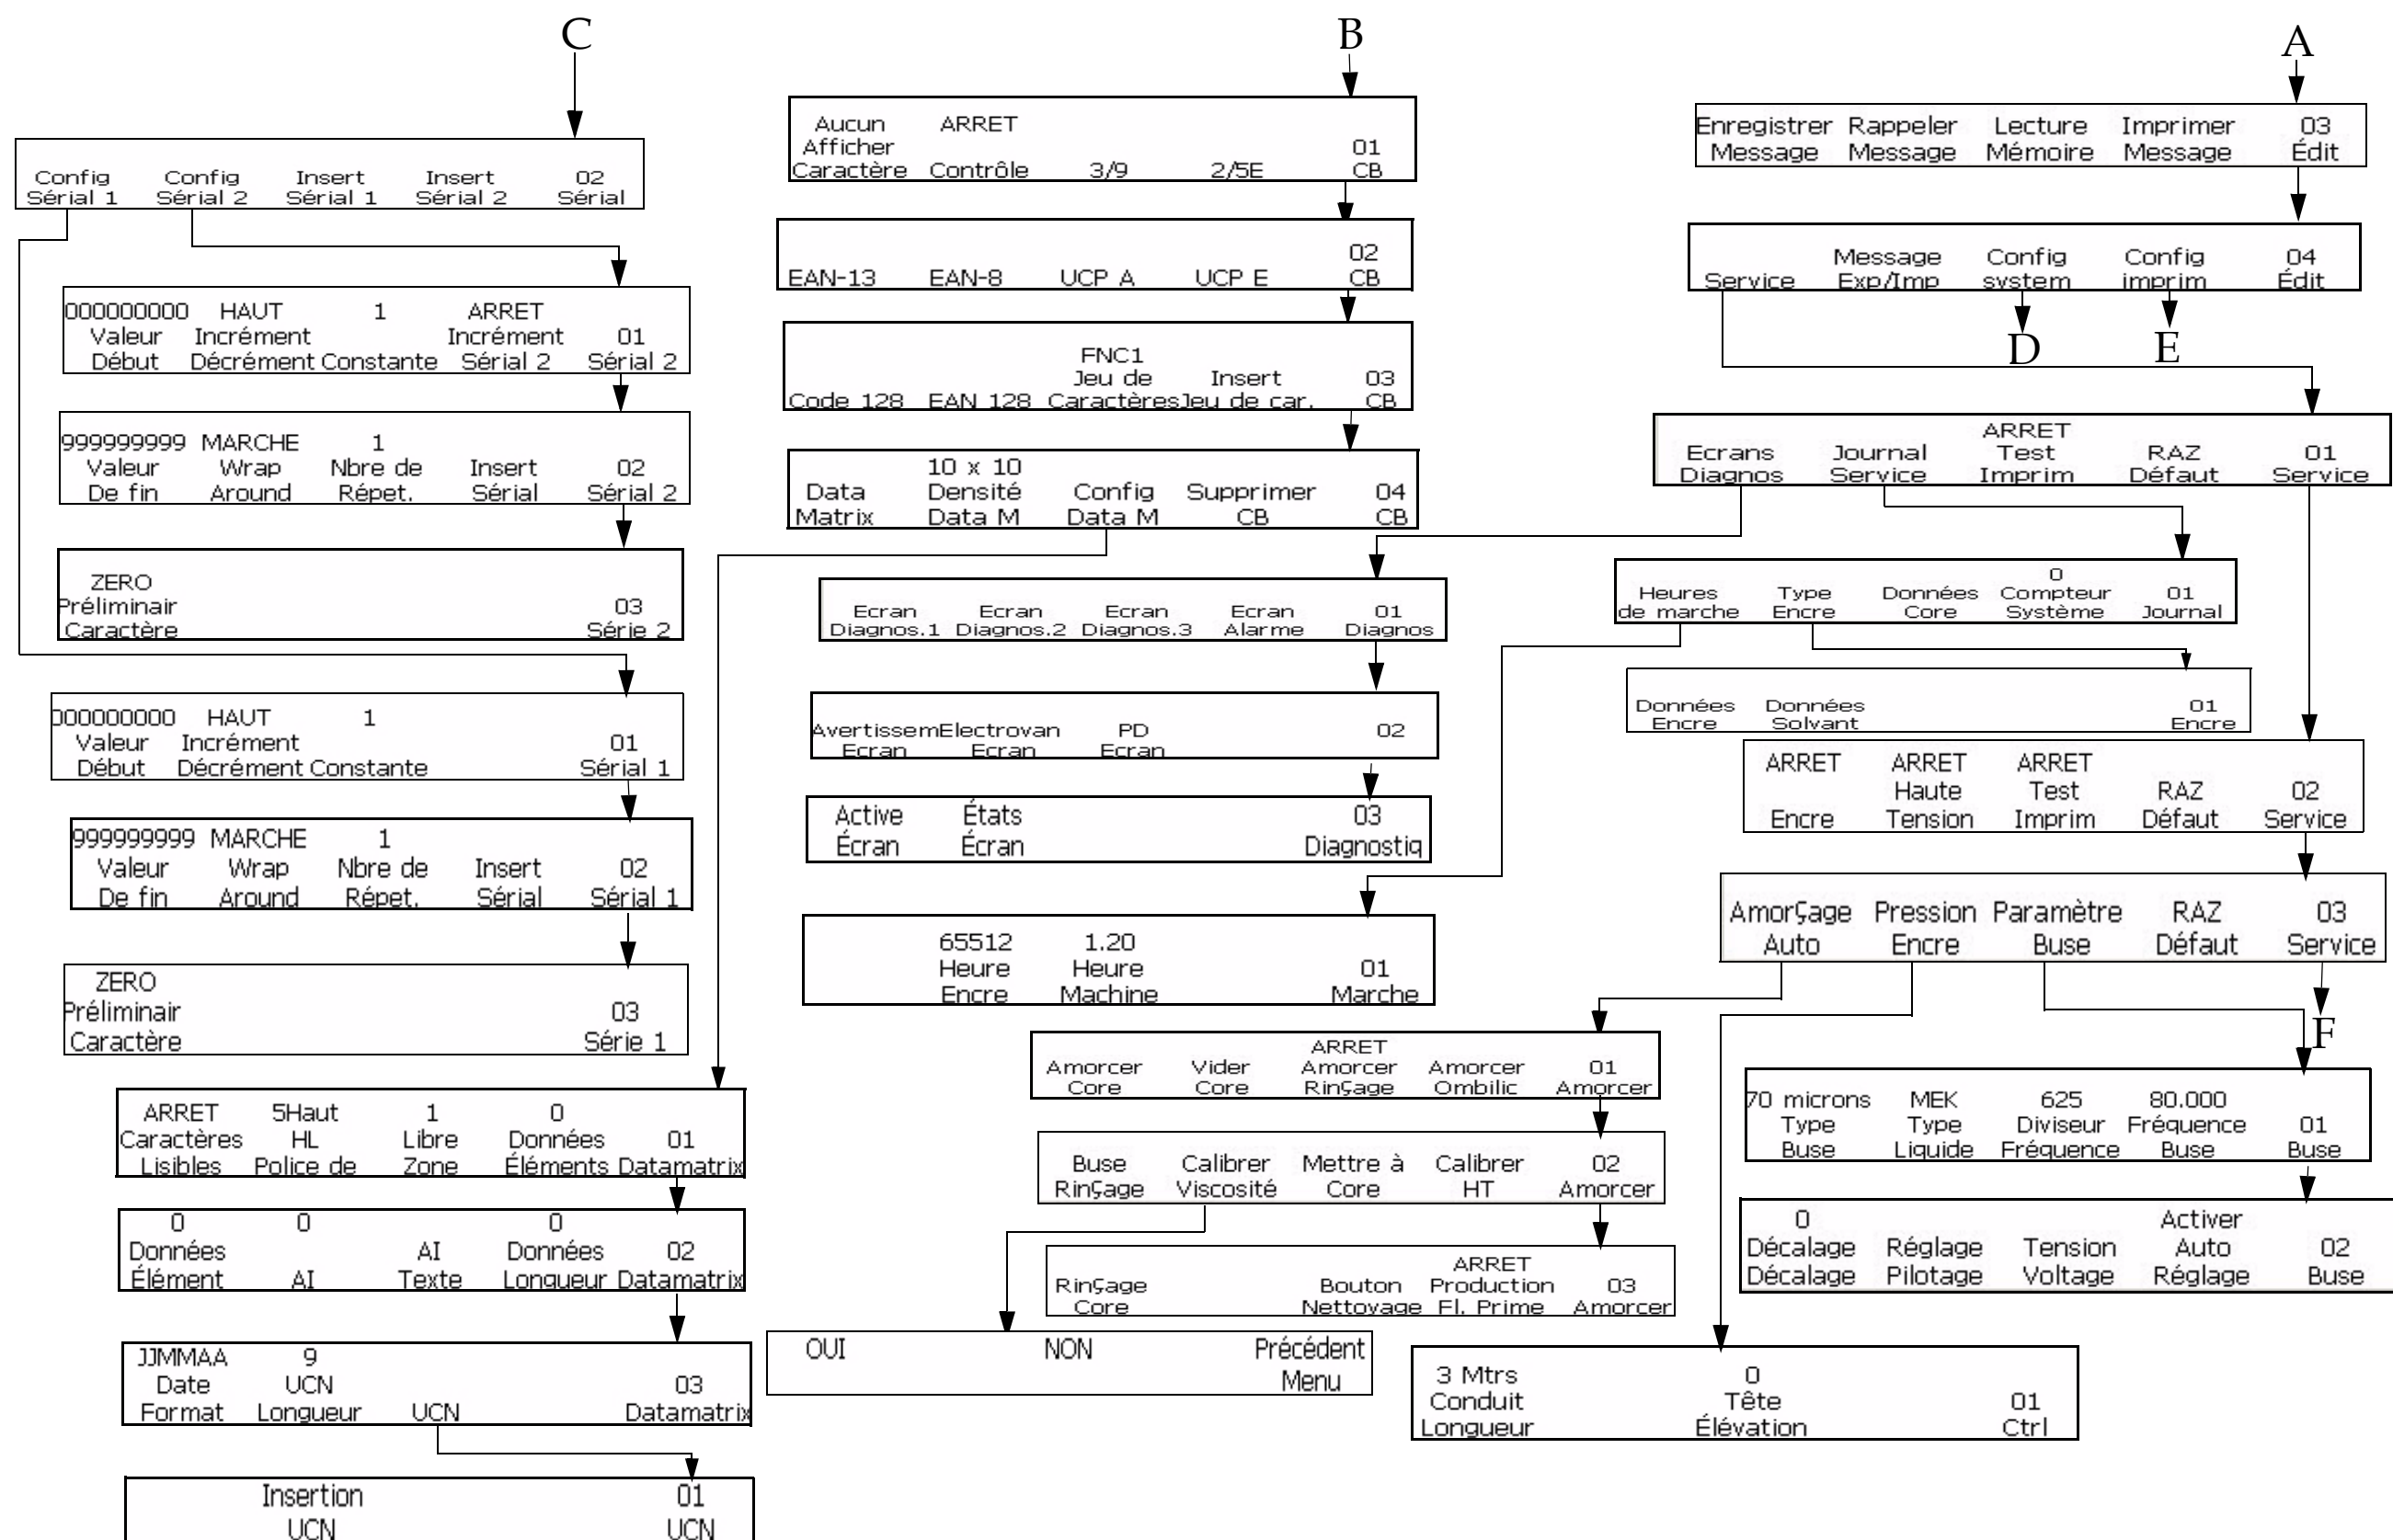 C
Config Config Insert Insert 02
Sérial 1 Sérial 2 Sérial 1 Sérial 2 Sérial
000000000 HAUT 1 ARRET
Valeur Incrément Incrément 01
Début Décrément Constante Sérial 2 Sérial 2
999999999 MARCHE 1
Valeur Wrap Nbre de Insert 02
De fin Around Répet. Sérial Sérial 2
ZERO
Préliminair 03
Caractère Série 2
000000000 HAUT 1
Valeur Incrément 01
Début Décrément Constante Sérial 1
999999999 MARCHE 1
Valeur Wrap Nbre de Insert 02
De fin Around Répet. Sérial Sérial 1
ZERO
Préliminair 03
Caractère Série 1
ARRET 5Haut 1 0
Caractères HL Libre Données 01
Lisibles Police de Zone Éléments Datamatrix
0 0 0
Données AI Données 02
Élément AI Texte Longueur Datamatrix
JJMMAA 9
Date UCN 03
Format Longueur UCN Datamatrix
Insertion 01
UCN UCN
B
Aucun ARRET
Afficher 01
Caractère Contrôle 3/9 2/5E CB
02
EAN-13 EAN-8 UCP A UCP E CB
FNC1
Jeu de Insert 03
Code 128 EAN 128 Caractères Jeu de car. CB
10 x 10
Data Densité Config Supprimer 04
Matrix Data M Data M CB CB
Ecran Ecran Ecran Ecran 01
Diagnos.1 Diagnos.2 Diagnos.3 Alarme Diagnos
Avertissem Electrovan PD 02
Ecran Ecran Ecran
Active États 03
Écran Écran Diagnostiq
65512 1.20
Heure Heure 01
Encre Machine Marche
ARRET
Amorcer Vider Amorcer Amorcer 01
Core Core Rinçage Ombilic Amorcer
Buse Calibrer Mettre à Calibrer 02
Rinçage Viscosité Core HT Amorcer
ARRET
Rinçage Bouton Production 03
Core Nettoyage Fl. Prime Amorcer
OUI NON Précédent
Menu
A
Enregistrer Rappeler Lecture Imprimer 03
Message Message Mémoire Message Édit
Message Config Config 04
Service Exp/Imp system imprim Édit
D E
ARRET
Ecrans Journal Test RAZ 01
Diagnos Service Imprim Défaut Service
0
Heures Type Données Compteur 01
de marche Encre Core Système Journal
Données Données 01
Encre Solvant Encre
ARRET ARRET ARRET
Haute Test RAZ 02
Encre Tension Imprim Défaut Service
Amorçage Pression Paramètre RAZ 03
Auto Encre Buse Défaut Service
F
70 microns MEK 625 80.000
Type Type Diviseur Fréquence 01
Buse Liquide Fréquence Buse Buse
0 Activer
Décalage Réglage Tension Auto 02
Décalage Pilotage Voltage Réglage Buse
3 Mtrs 0
Conduit Tête 01
Longueur Élévation Ctrl